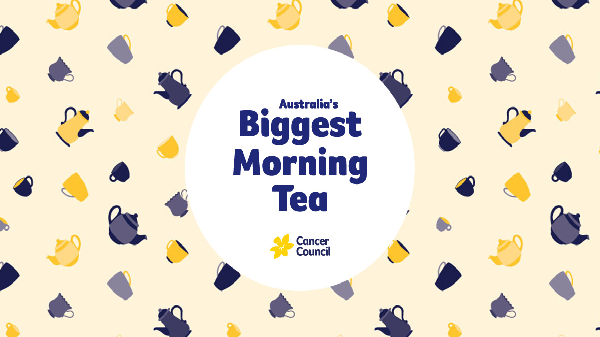 Australia's
Biggest
Morning
Tea
Cancer
Council